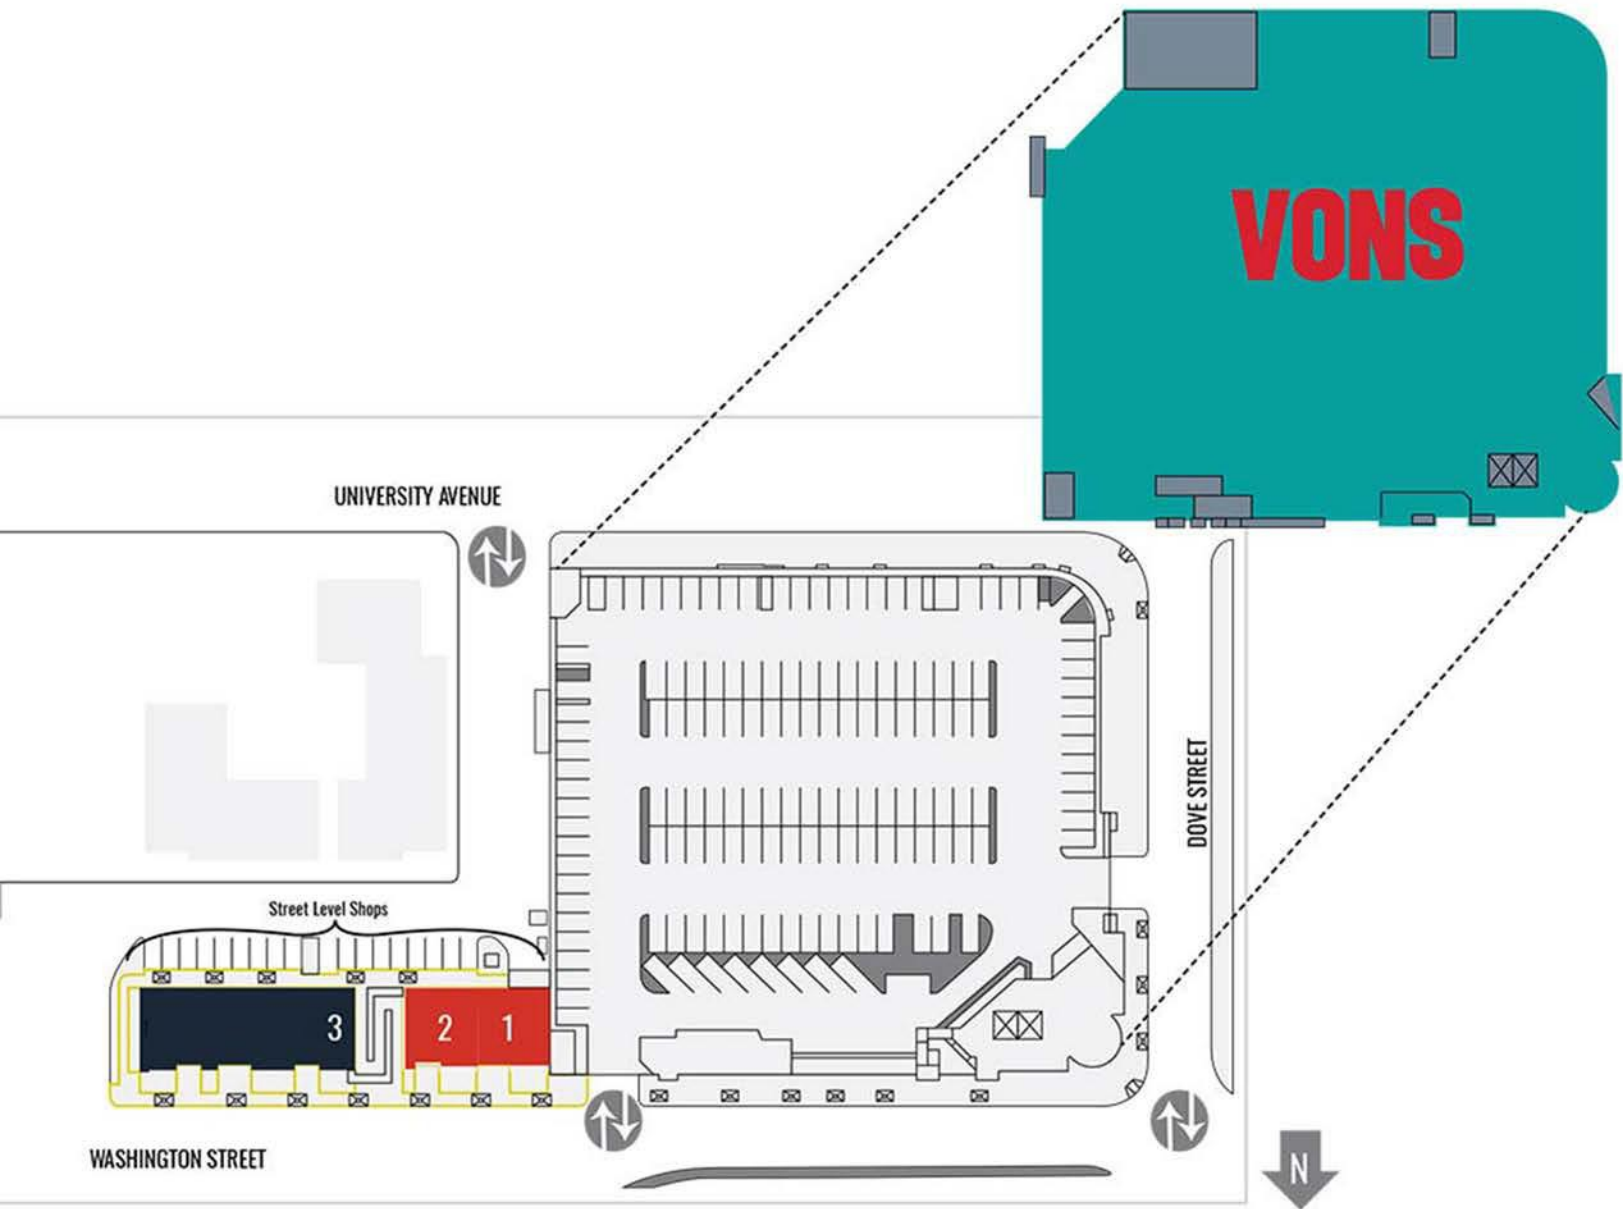 VONS
UNIVERSITY AVENUE
DOVE STREET
Street Level Shops
3
2
1
WASHINGTON STREET
N